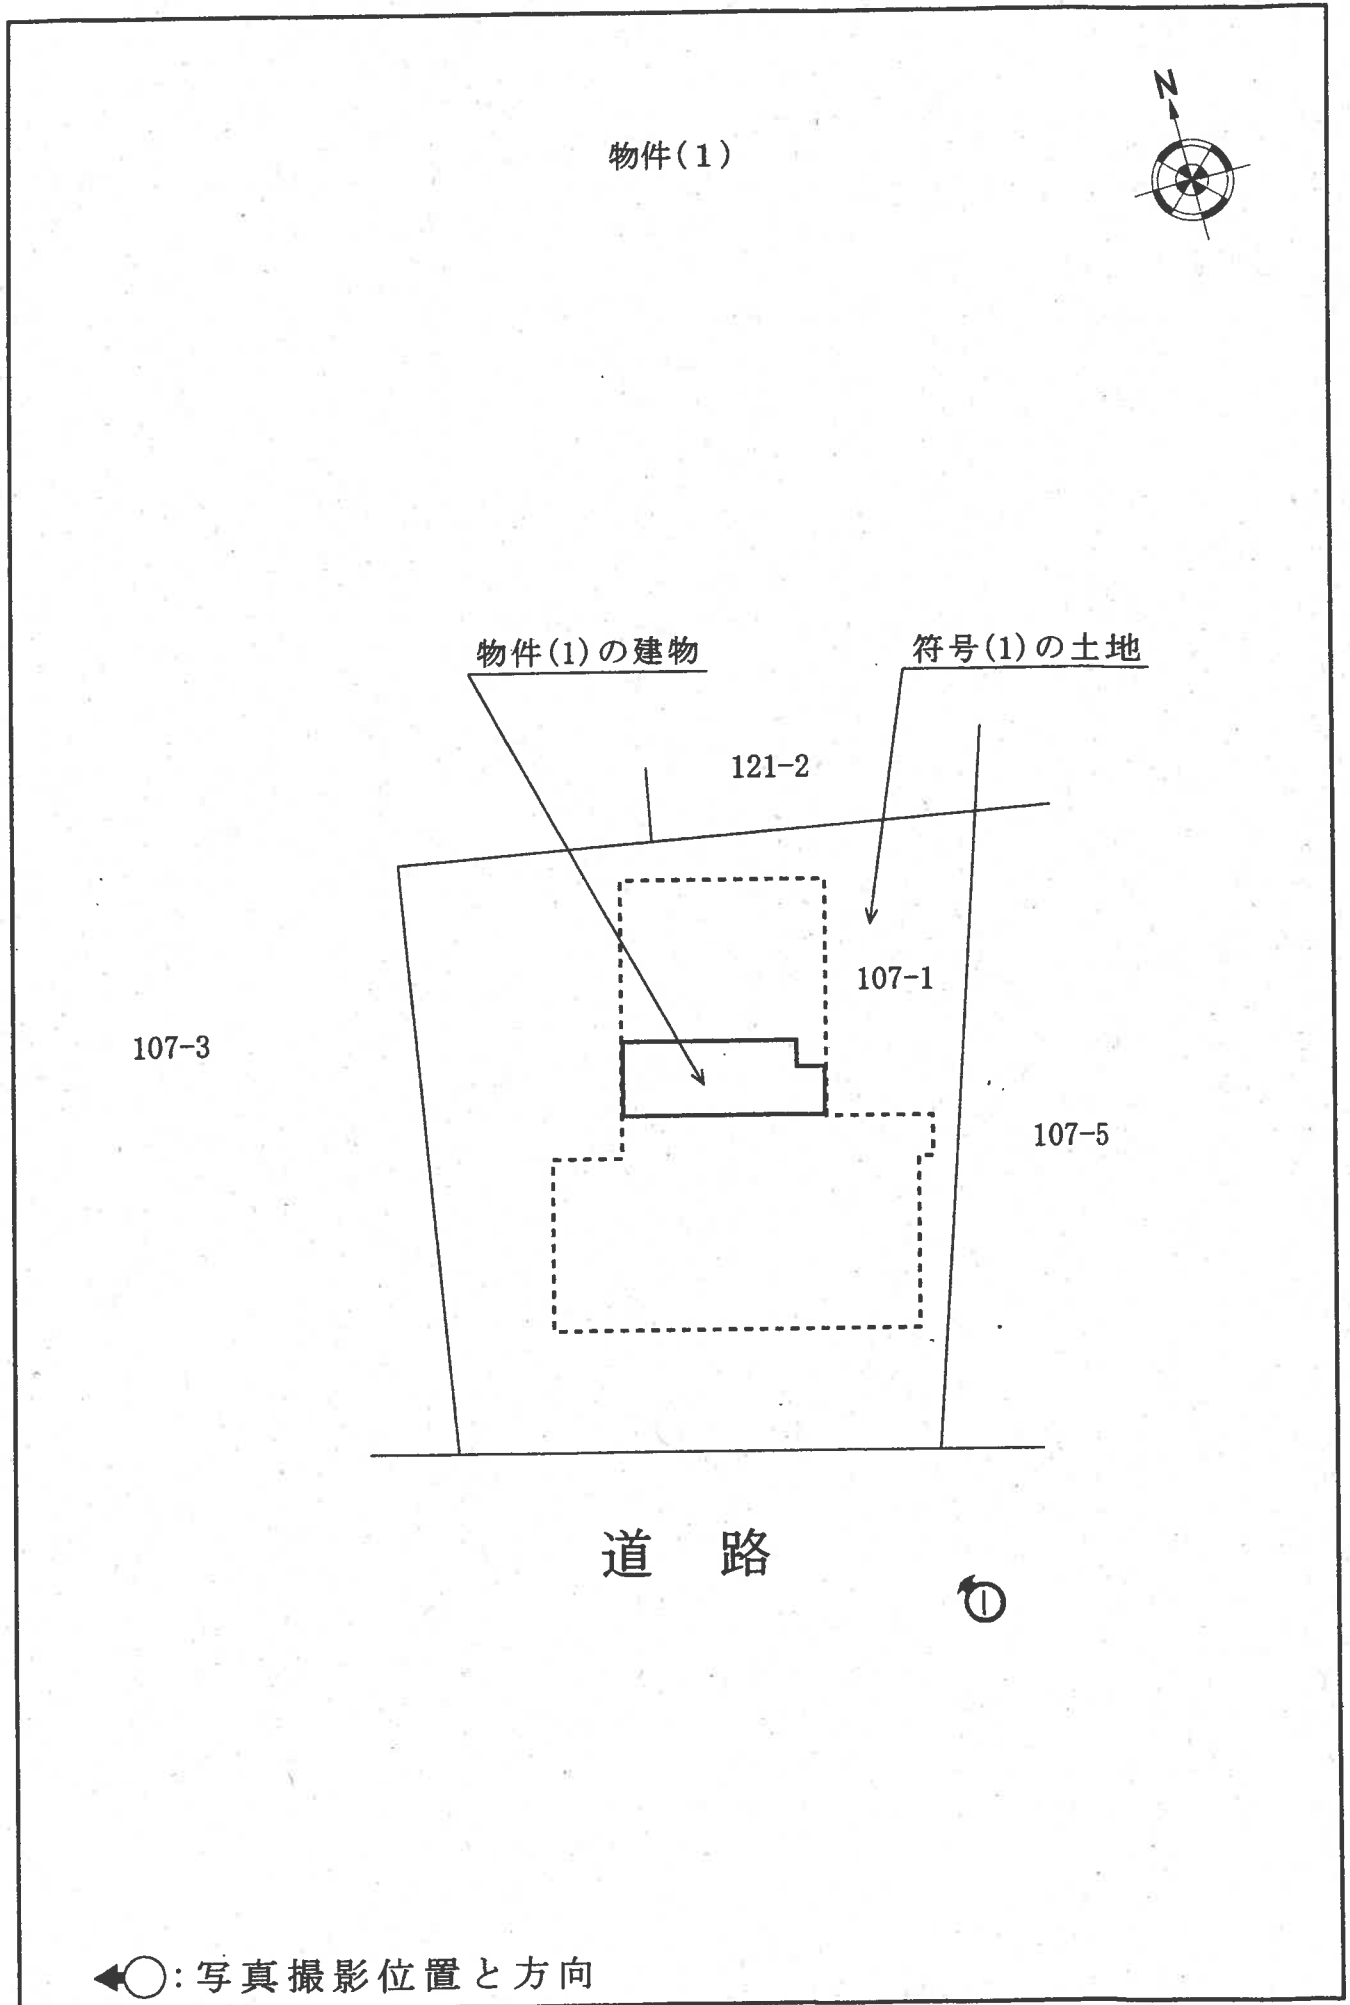 N
物件(1)
物件(1)の建物
符号(1)の土地
121-2
107-1
107-3
107-5
道 路
1
:写真撮影位置と方向